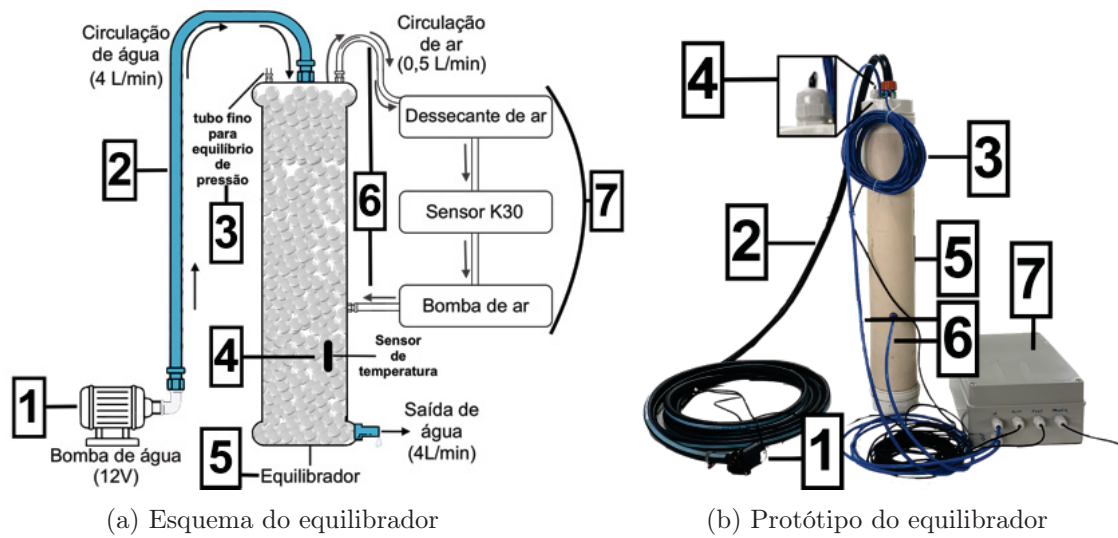 Circulação
de água
(4 L/min)
Circulação
de ar
(0,5 L/min)
tubo fino
para
equilíbrio
de
pressão
2
3
6
Dessecante de ar
Sensor K30
Bomba de ar
7
4
Sensor
de
temperatura
1
Bomba de água
(12V)
5
Equilibrador
Saída de
água
(4L/min)
4
3
2
5
7
6
1
(a) Esquema do equilibrador
(b) Protótipo do equilibrador